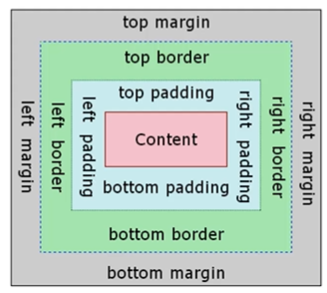 top margin
top border
top padding
left margin
left border
left padding
Content
right padding
right border
right margin
bottom padding
bottom border
bottom margin